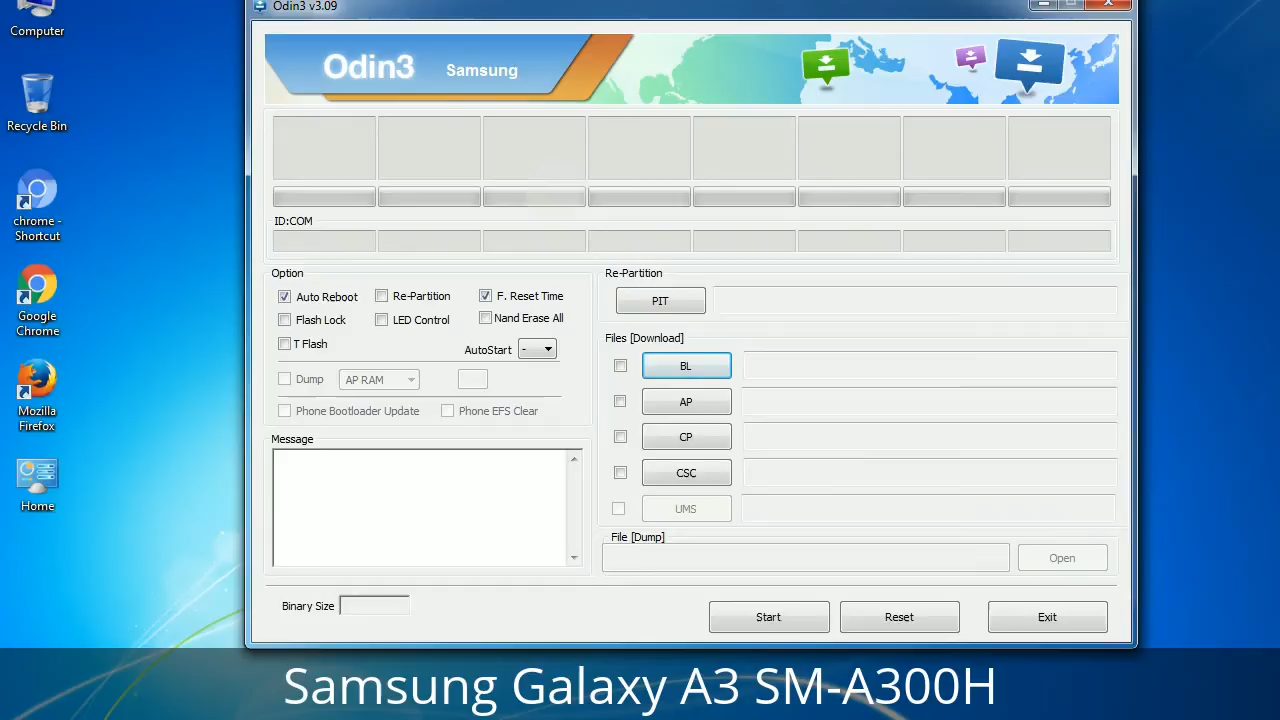 Computer
Recycle Bin
chrome -
Shortcut
Google
Chrome
Mozilla
Firefox
Home
Odin3 v3.09
Odin3 Samsung
ID:COM
Option
Auto Reboot
Re-Partition
F. Reset Time
Flash Lock
LED Control
Nand Erase All
T Flash
AutoStart -
Dump AP RAM
Phone Bootloader Update
Phone EFS Clear
Message
Binary Size
Re-Partition
PIT
Files [Download]
BL
AP
CP
CSC
UMS
File [Dump]
Open
Start
Reset
Exit
Samsung Galaxy A3 SM-A300H